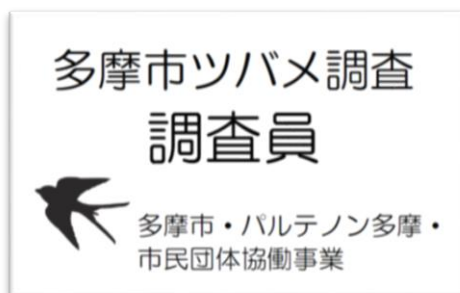 多摩市ツバメ調査
調査員
多摩市・パルテノン多摩・
市民団体協働事業